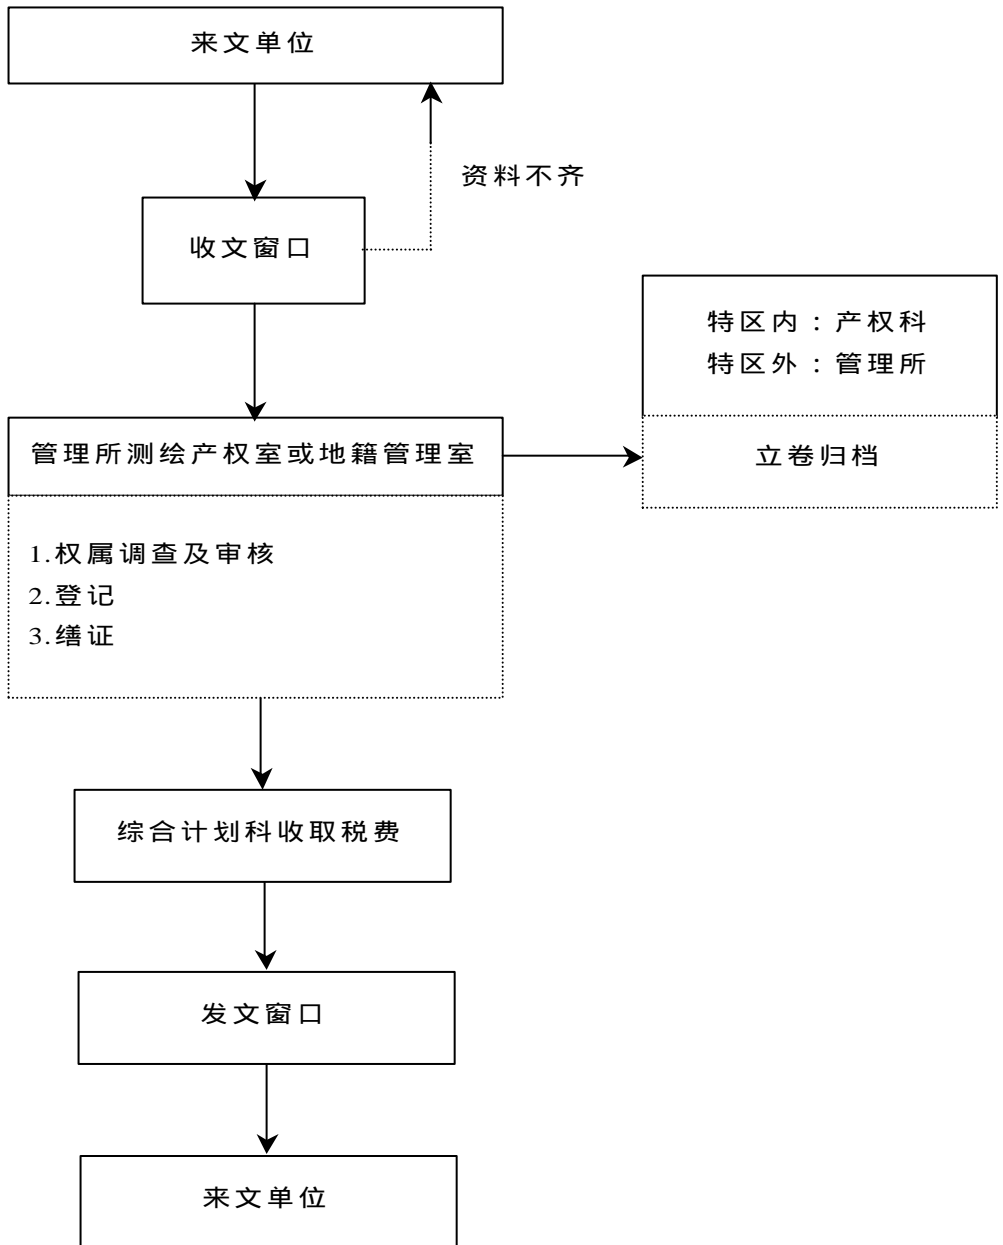 来文单位
资料不齐
收文窗口
特区内：产权科
特区外：管理所
管理所测绘产权室或地籍管理室
立卷归档
1.权属调查及审核
2.登记
3.缮证
综合计划科收取税费
发文窗口
来文单位